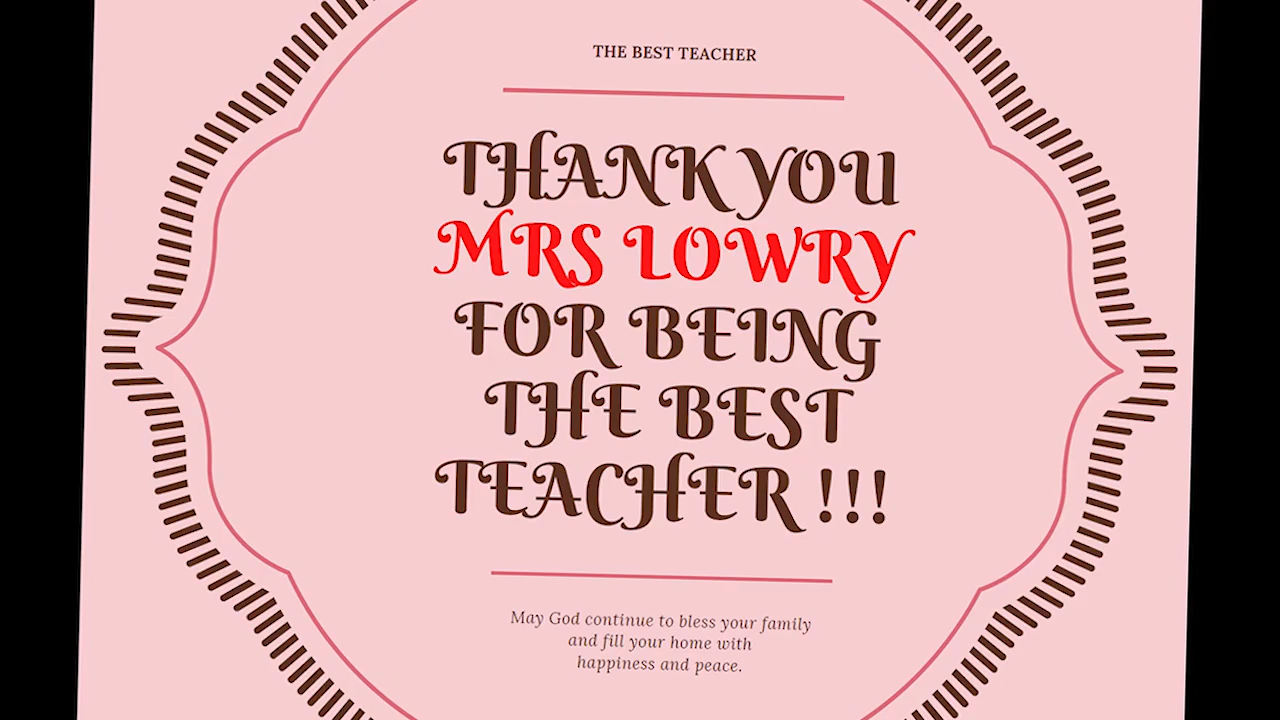 THE BEST TEACHER
THANK YOU
MRS LOWRY
FOR BEING
THE BEST
TEACHER !!!
May God continue to bless your family
and fill your home with
happiness and peace.